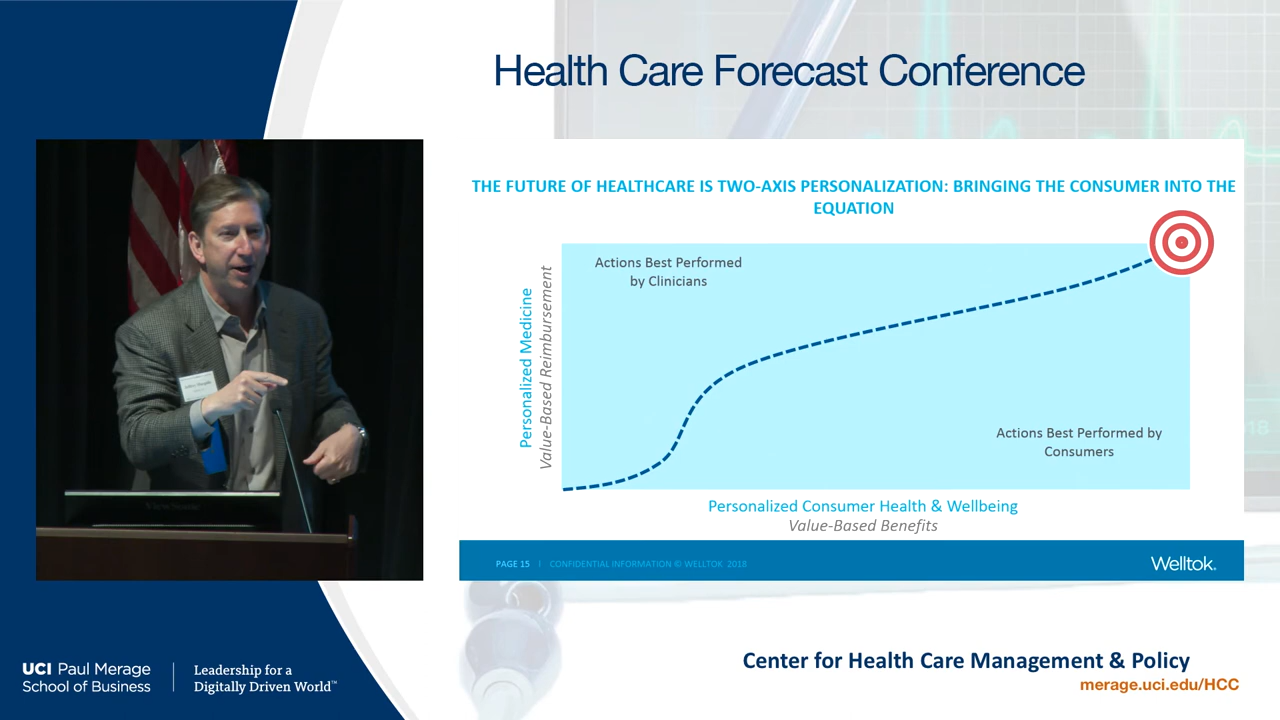 Health Care Forecast Conference
THE FUTURE OF HEALTHCARE IS TWO-AXIS PERSONALIZATION: BRINGING THE CONSUMER INTO THE
EQUATION
Actions Best Performed
by Clinicians
Personalized Medicine
Value-Based Reimbursement
Actions Best Performed by
Consumers
Personalized Consumer Health & Wellbeing
Value-Based Benefits
PAGE 15 | CONFIDENTIAL INFORMATION © WELLTOK 2018
Welltok.
UCI Paul Merage
School of Business
Leadership for a
Digitally Driven World™
Center for Health Care Management & Policy
merage.uci.edu/HCC